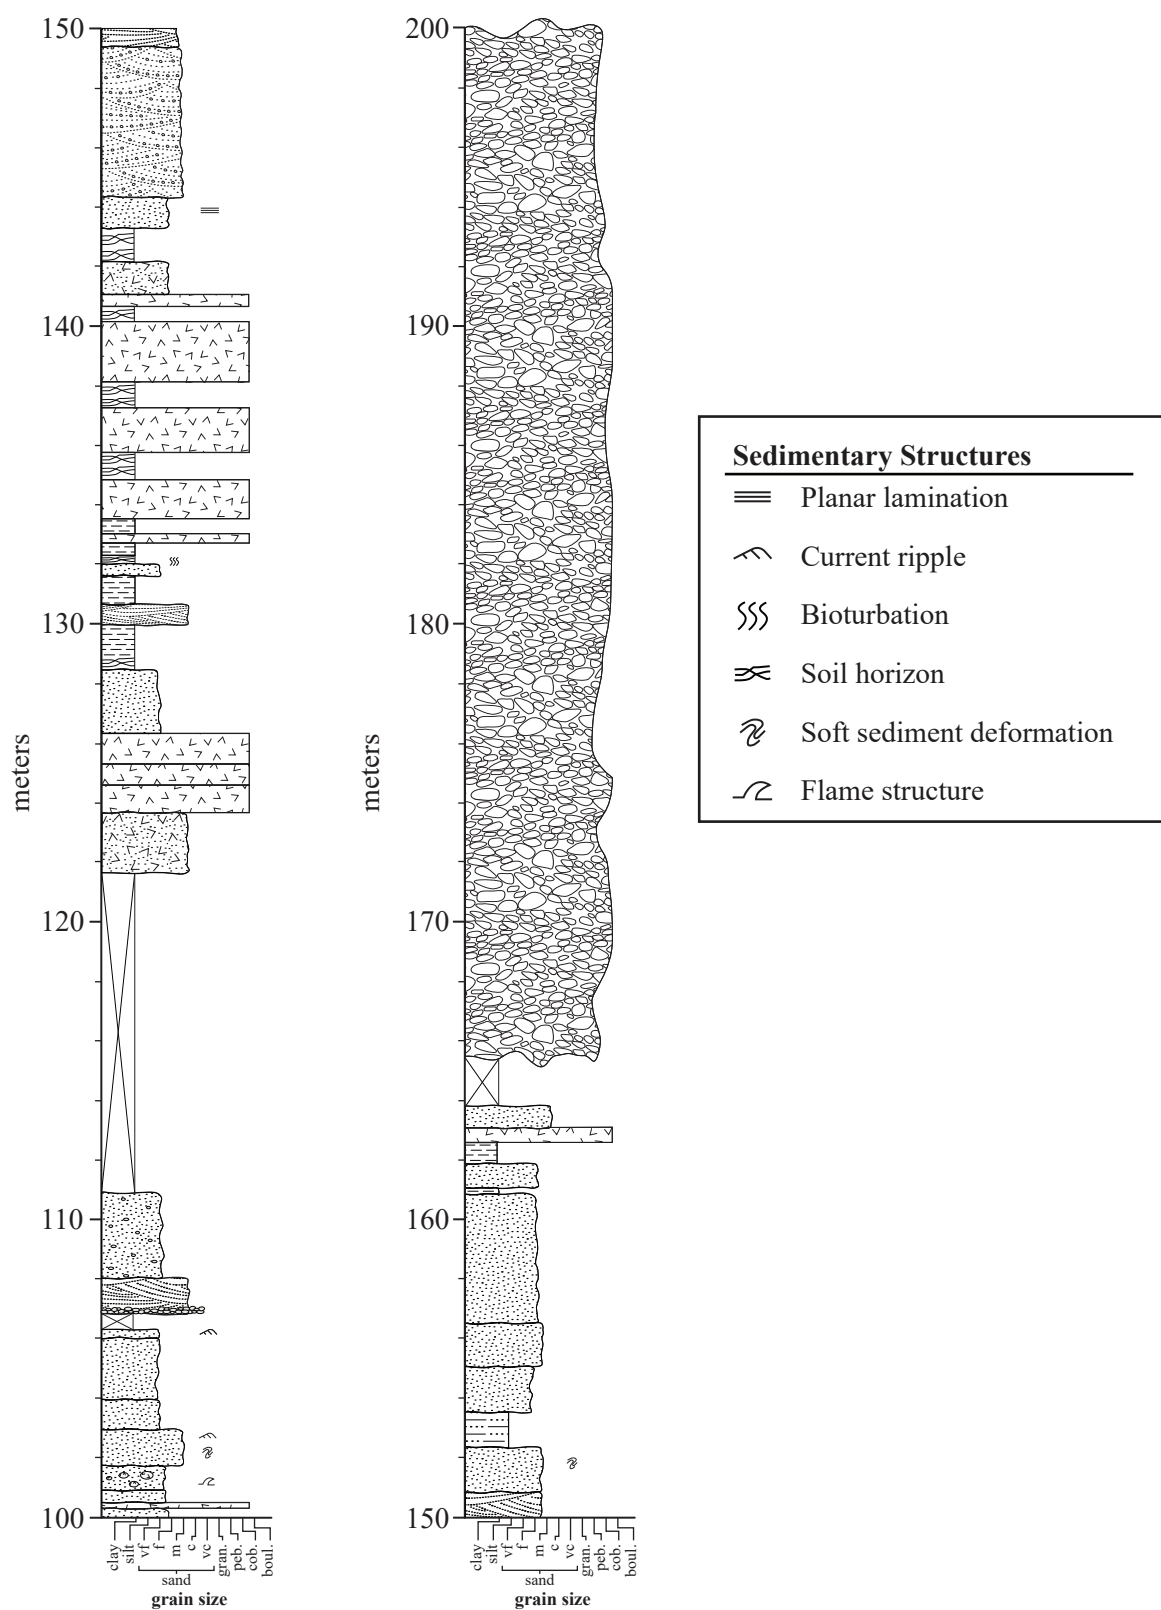 150
140
130
120
110
100
meters
clay
silt
vf
f
m
c
vc
gran.
peb.
cob.
boul.
sand
grain size
200
190
180
170
160
150
meters
clay
silt
vf
f
m
c
vc
gran.
peb.
cob.
boul.
sand
grain size
Sedimentary Structures
Planar lamination
Current ripple
Bioturbation
Soil horizon
Soft sediment deformation
Flame structure